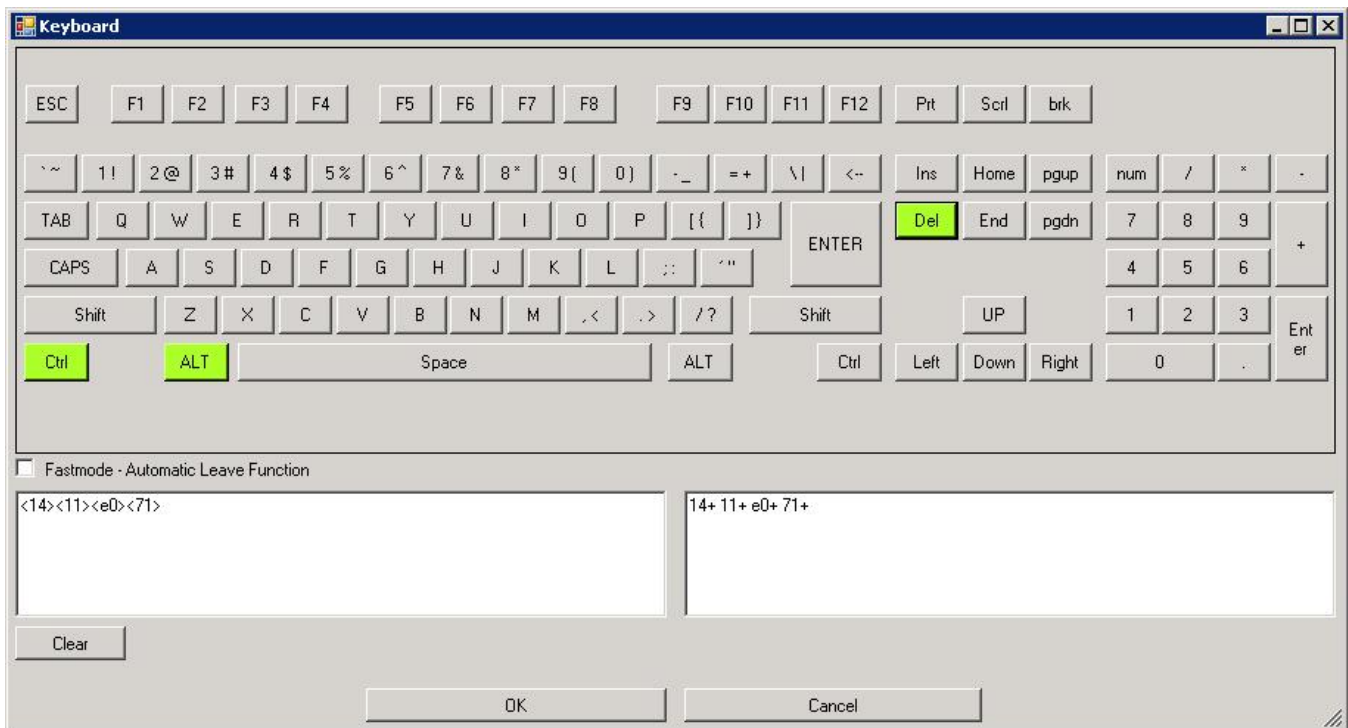 Keyboard
ESC F1 F2 F3 F4 F5 F6 F7 F8 F9 F10 F11 F12 Prt Scrl brk
`~ 1! 2@ 3# 4$ 5% 6^ 7& 8* 9( 0) -_ =+ \| <-- Ins Home pgup num / * -
TAB Q W E R T Y U I O P [{ ]} ENTER Del End pgdn 7 8 9 +
CAPS A S D F G H J K L ;: ´" 4 5 6
Shift Z X C V B N M ,< .> /? Shift UP 1 2 3 Ent
er
Ctrl ALT Space ALT Ctrl Left Down Right 0 .
Fastmode - Automatic Leave Function
<14><11><e0><71>
14+ 11+ e0+ 71+
Clear
OK Cancel